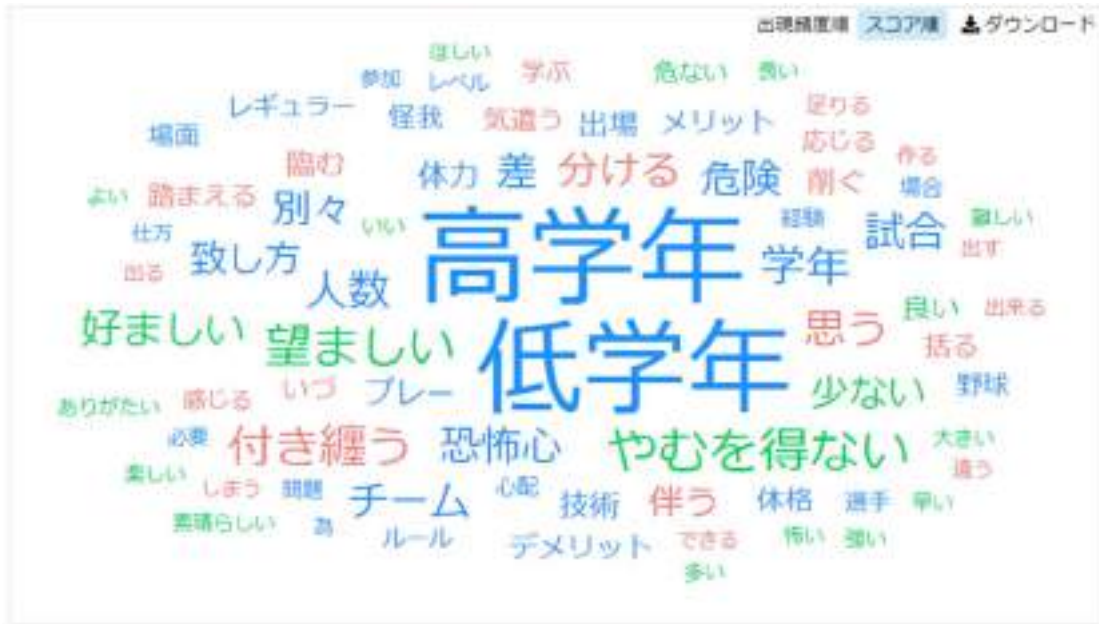 出現頻度順 スコア順 ダウンロード
ほしい
参加 レベル 学ぶ 危ない 長い
レギュラー 怪我 気遣う 出場 メリット 足りる
場面 応じる
臨む 体力 差 分ける 危険 削ぐ 作る
場合
よい 踏まえる 別々 いい 高学年 経験 試合 難しい
仕方 致し方 学年 出す
出る 人数
好ましい 望ましい 低学年 思う 良い 出来る
括る
ありがたい 感じる いづ プレー 少ない 野球
必要 付き纏う 恐怖心 やむを得ない 大きい
楽しい 違う
しまう 問題 チーム 心配 技術 伴う 体格 選手 早い
素晴らしい 為 ルール デメリット できる 怖い 強い
多い